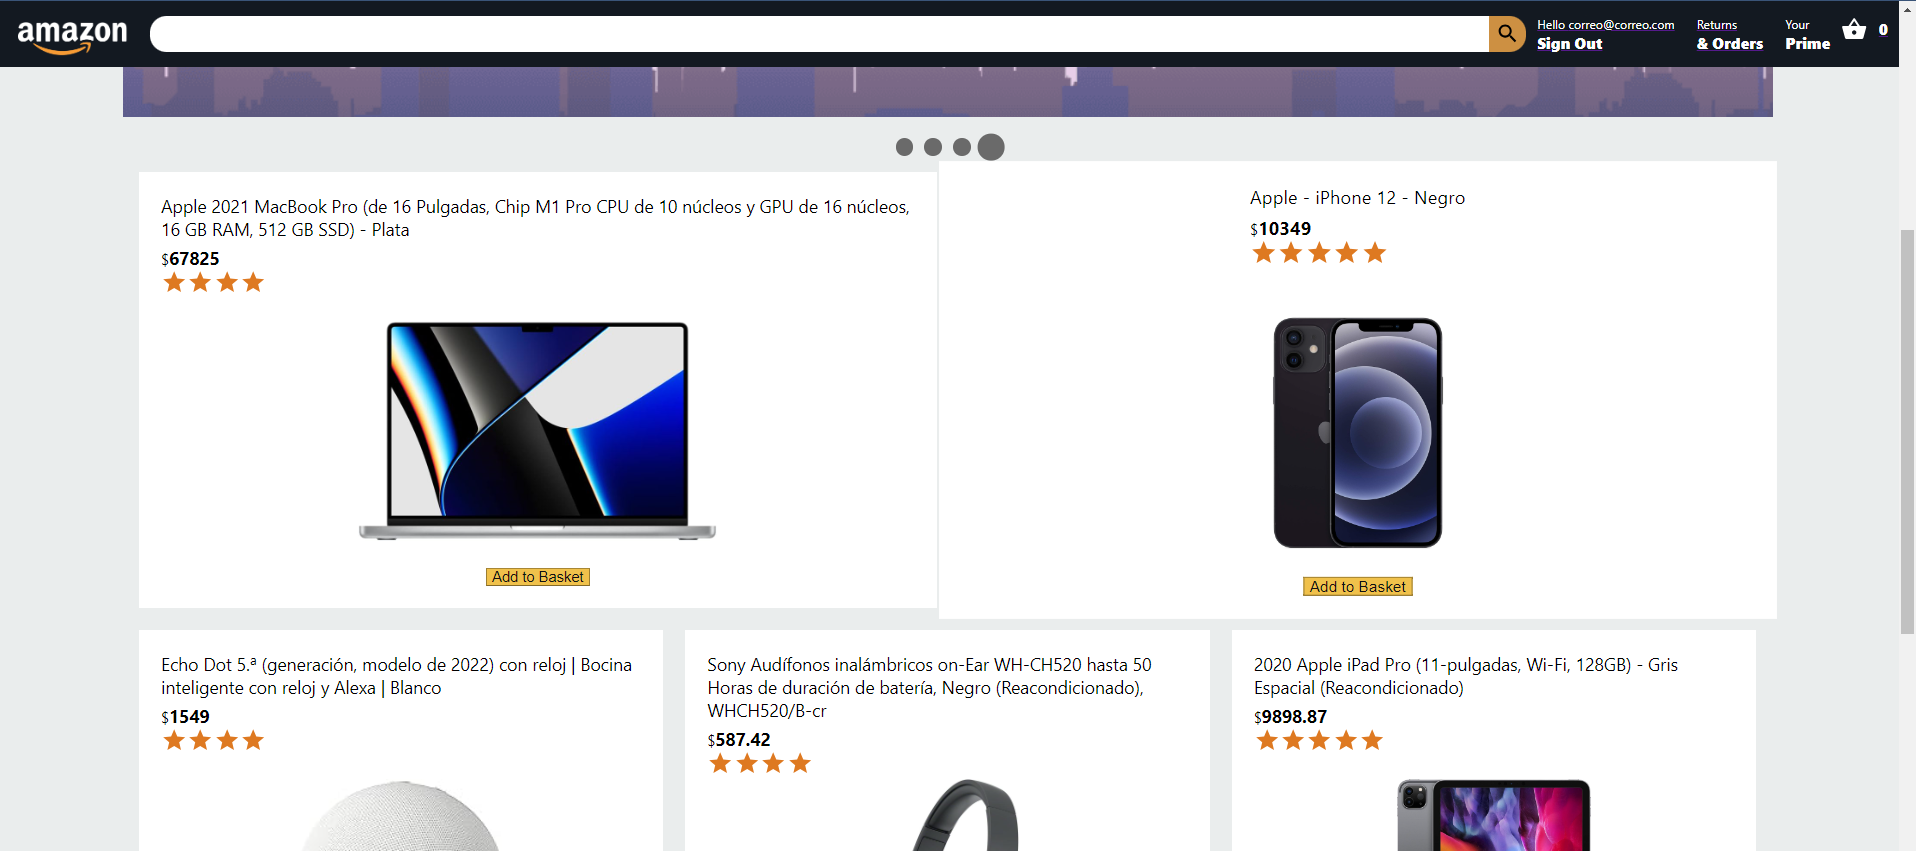 amazon
Hello correo@correo.com
Sign Out
Returns
& Orders
Your
Prime
0
Apple 2021 MacBook Pro (de 16 Pulgadas, Chip M1 Pro CPU de 10 núcleos y GPU de 16 núcleos,
16 GB RAM, 512 GB SSD) - Plata
$67825
Add to Basket
Apple - iPhone 12 - Negro
$10349
Add to Basket
Echo Dot 5.ª (generación, modelo de 2022) con reloj | Bocina
inteligente con reloj y Alexa | Blanco
$1549
Sony Audífonos inalámbricos on-Ear WH-CH520 hasta 50
Horas de duración de batería, Negro (Reacondicionado),
WHCH520/B-cr
$587.42
2020 Apple iPad Pro (11-pulgadas, Wi-Fi, 128GB) - Gris
Espacial (Reacondicionado)
$9898.87